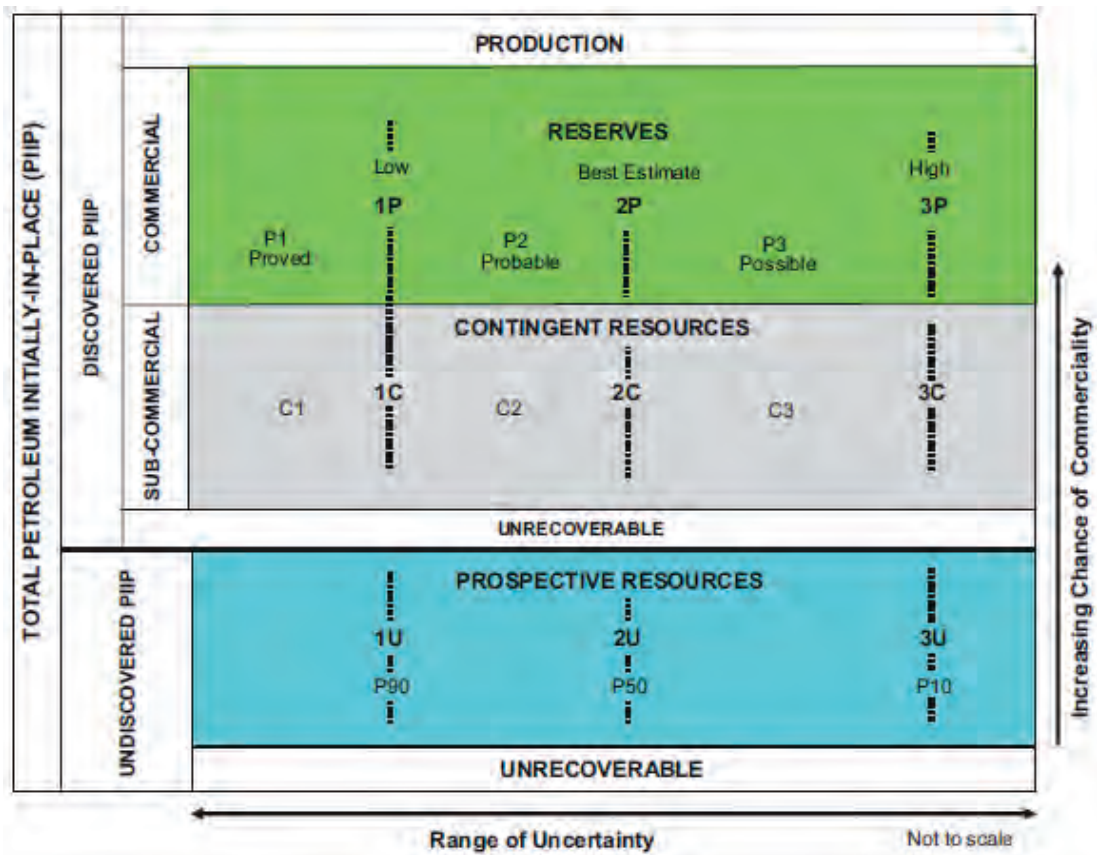 TOTAL PETROLEUM INITIALLY-IN-PLACE (PIIP)
DISCOVERED PIIP
COMMERCIAL
PRODUCTION
RESERVES
Low
Best Estimate
High
1P
2P
3P
P1
Proved
P2
Probable
P3
Possible
SUB-COMMERCIAL
CONTINGENT RESOURCES
C1
1C
C2
2C
C3
3C
UNRECOVERABLE
UNDISCOVERED PIIP
PROSPECTIVE RESOURCES
1U
2U
3U
P90
P50
P10
UNRECOVERABLE
Increasing Chance of Commerciality
Range of Uncertainty
Not to scale